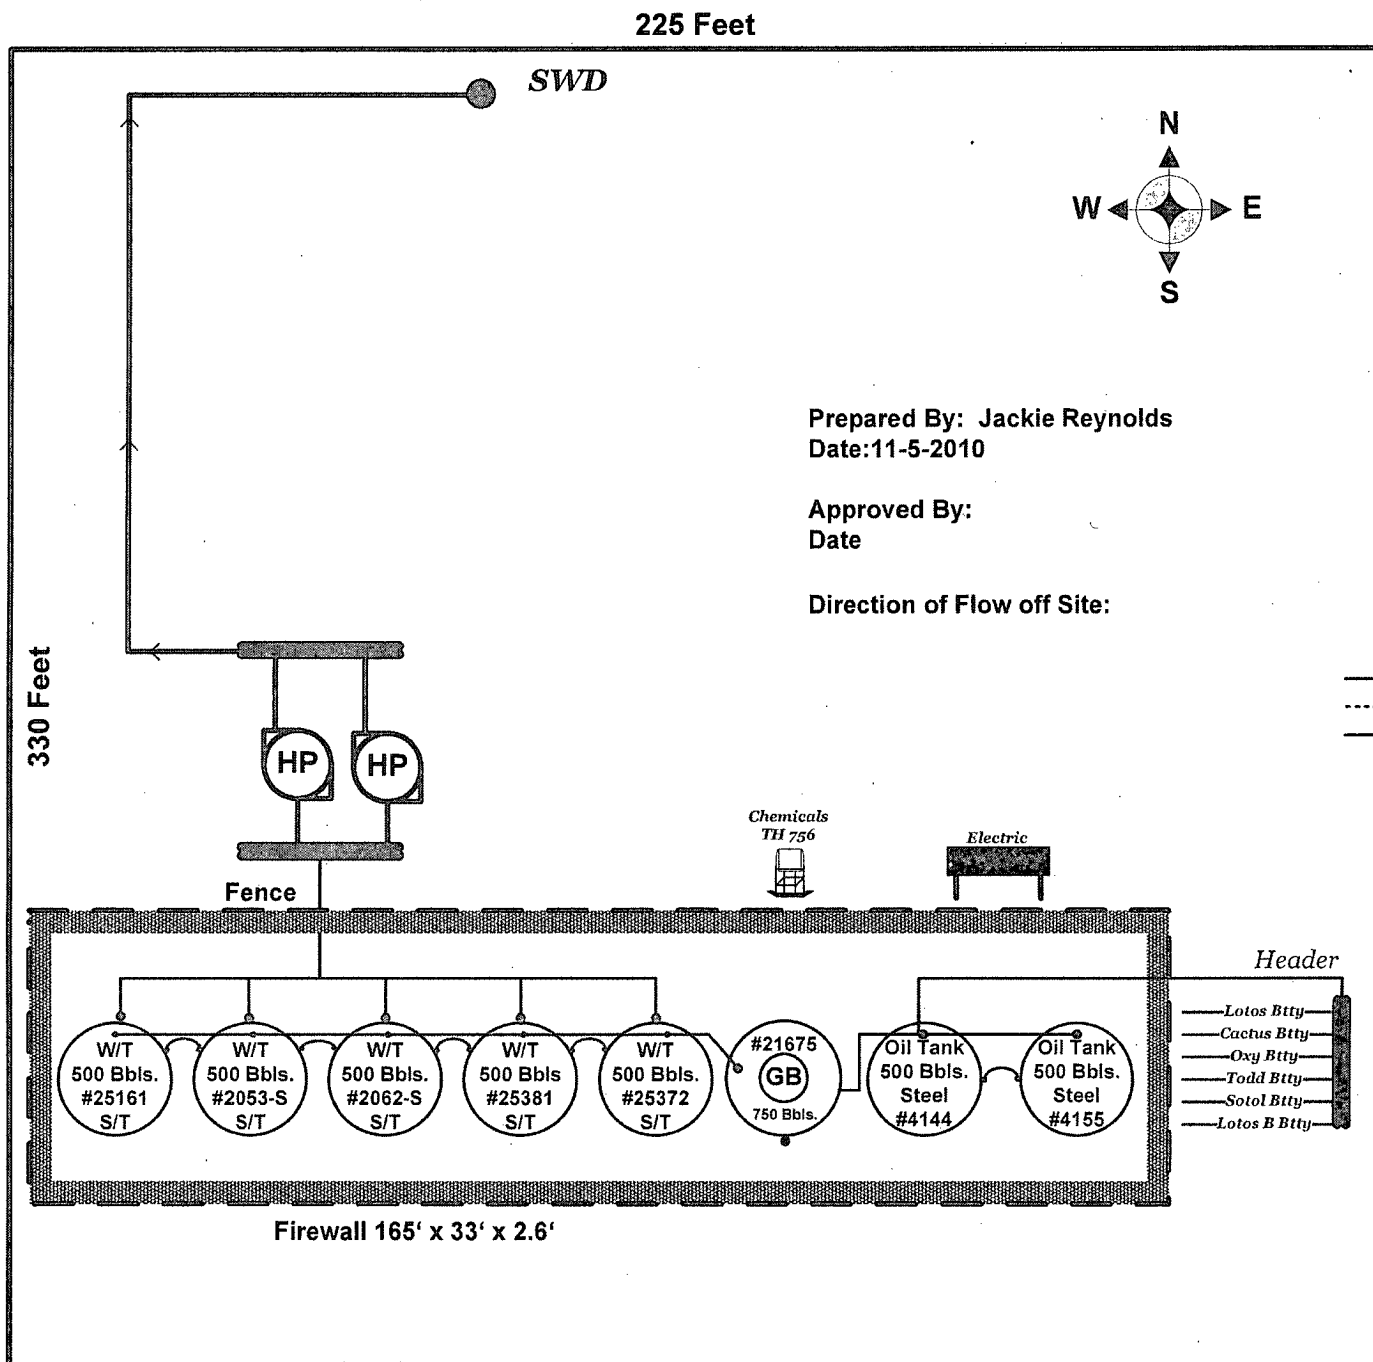 225 Feet
SWD
N
W E
S
Prepared By: Jackie Reynolds
Date:11-5-2010
Approved By:
Date
Direction of Flow off Site:
330 Feet
HP HP
Chemicals
TH 756
Electric
Fence
Header
Lotos Btty
Cactus Btty
Oxy Btty
Todd Btty
Sotol Btty
Lotos B Btty
W/T
500 Bbls.
#25161
S/T
W/T
500 Bbls.
#2053-S
S/T
W/T
500 Bbls.
#2062-S
S/T
W/T
500 Bbls
#25381
S/T
W/T
500 Bbls.
#25372
S/T
#21675
GB
750 Bbls.
Oil Tank
500 Bbls.
Steel
#4144
Oil Tank
500 Bbls.
Steel
#4155
Firewall 165‘ x 33‘ x 2.6‘